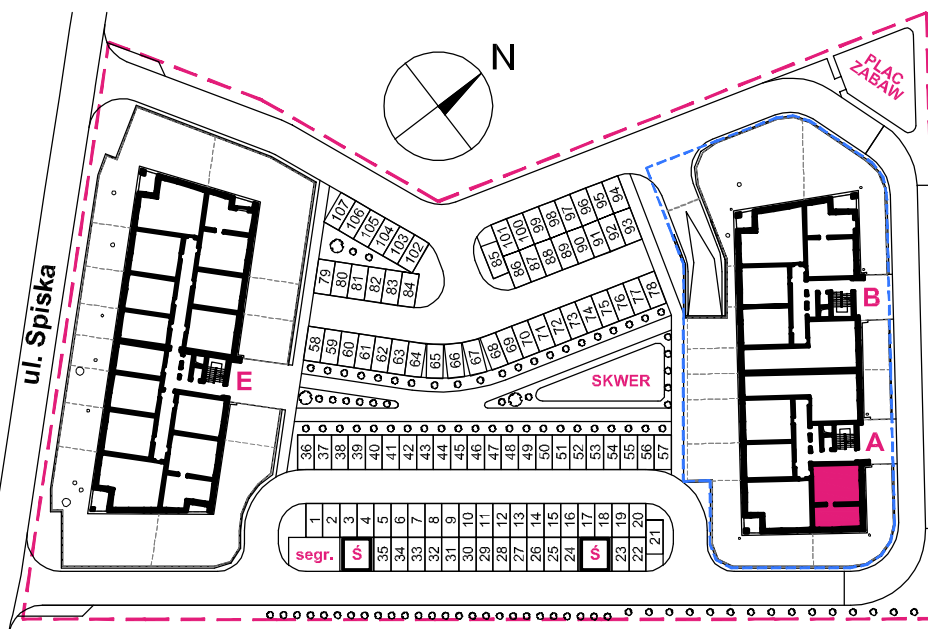 N
PLAC
ZABAW
ul. Spiska
107 106 105 104 103 102
79 80 81 82 83 84
85 101 100 99 98 97 96 95 94
86 87 88 89 90 91 92 93
58 59 60 61 62 63 64 65 66 67 68 69 70 71 72 73 74 75 76 77 78
B
E
SKWER
A
36 37 38 39 40 41 42 43 44 45 46 47 48 49 50 51 52 53 54 55 56 57
1 2 3 4 5 6 7 8 9 10 11 12 13 14 15 16 17 18 19 20
21
segr. Ś 35 34 33 32 31 30 29 28 27 26 25 24 Ś 23 22